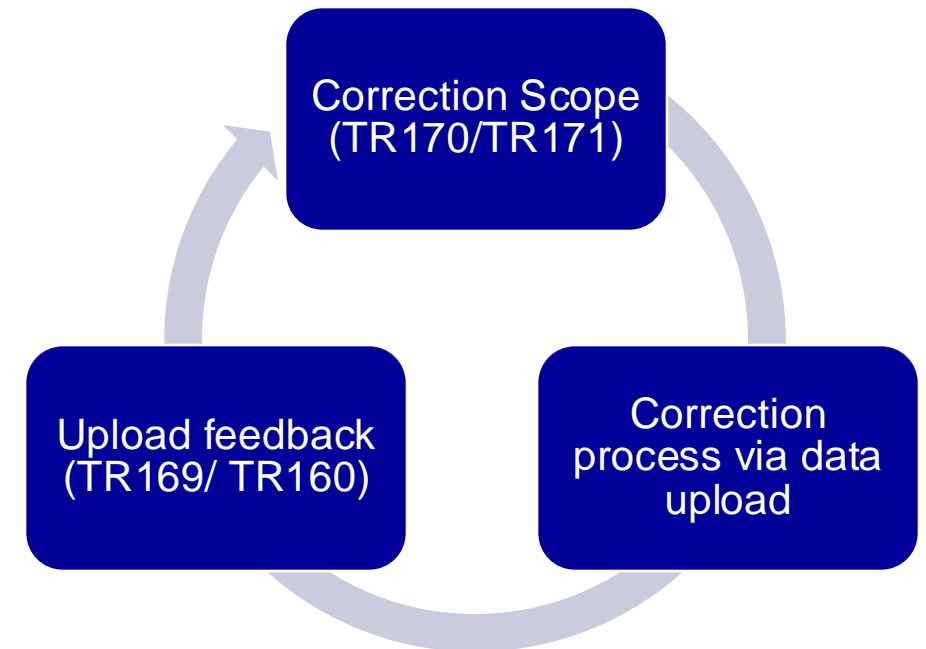 Correction Scope
(TR170/TR171)
Upload feedback
(TR169/ TR160)
Correction
process via data
upload